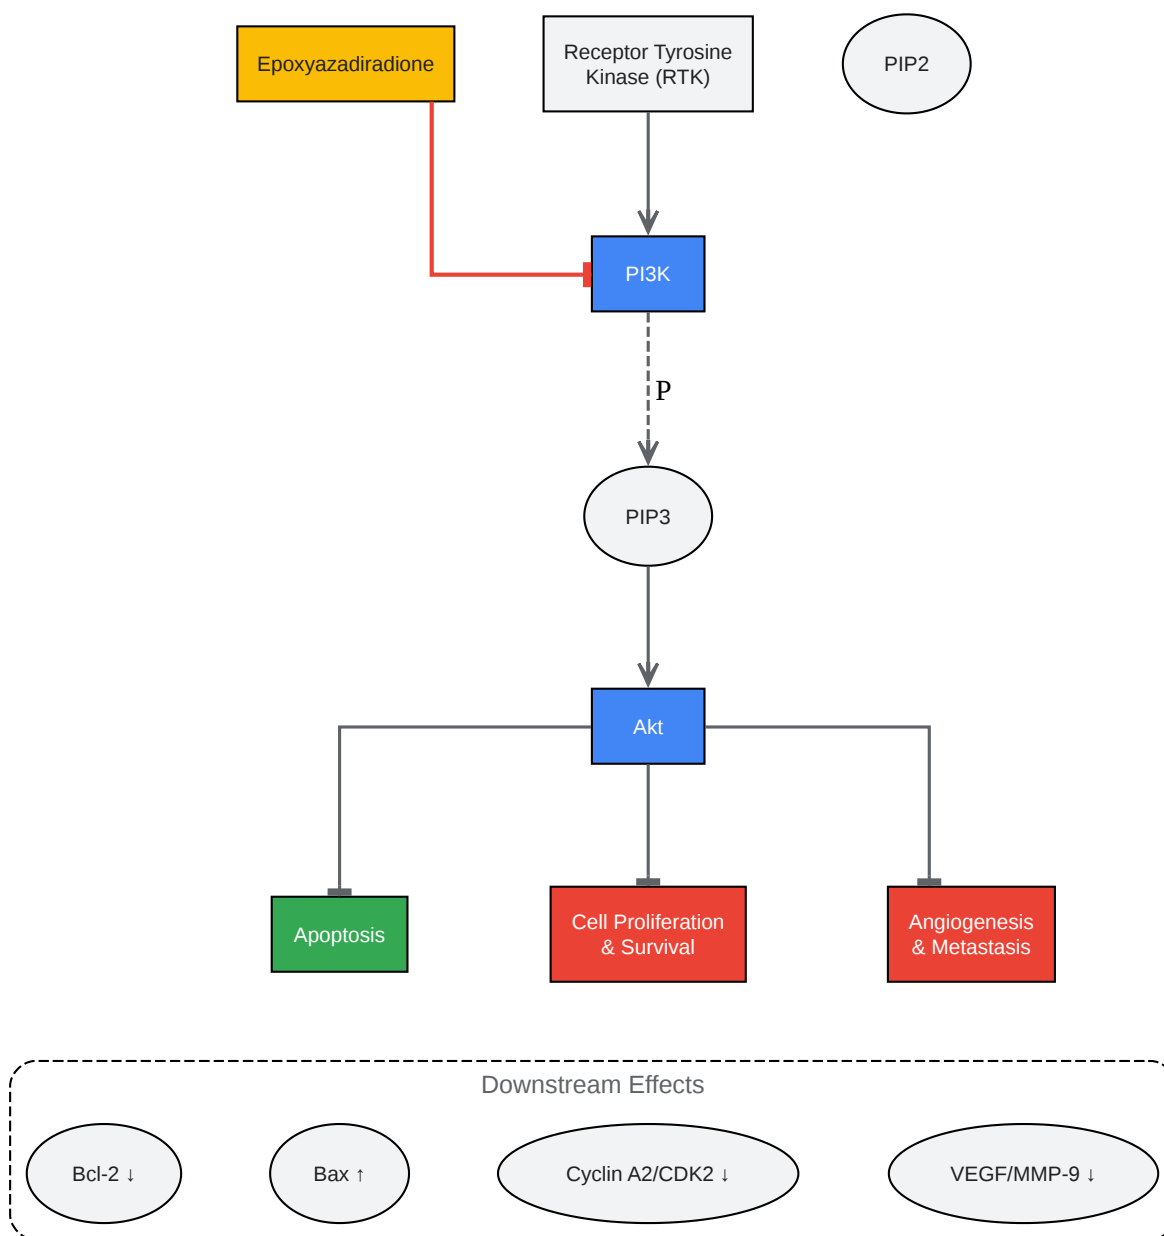 Epoxyazadiradione
Receptor Tyrosine
Kinase (RTK)
PIP2
PI3K
P
PIP3
Akt
Apoptosis
Cell Proliferation
& Survival
Angiogenesis
& Metastasis
Downstream Effects
Bcl-2 ↓
Bax ↑
Cyclin A2/CDK2 ↓
VEGF/MMP-9 ↓